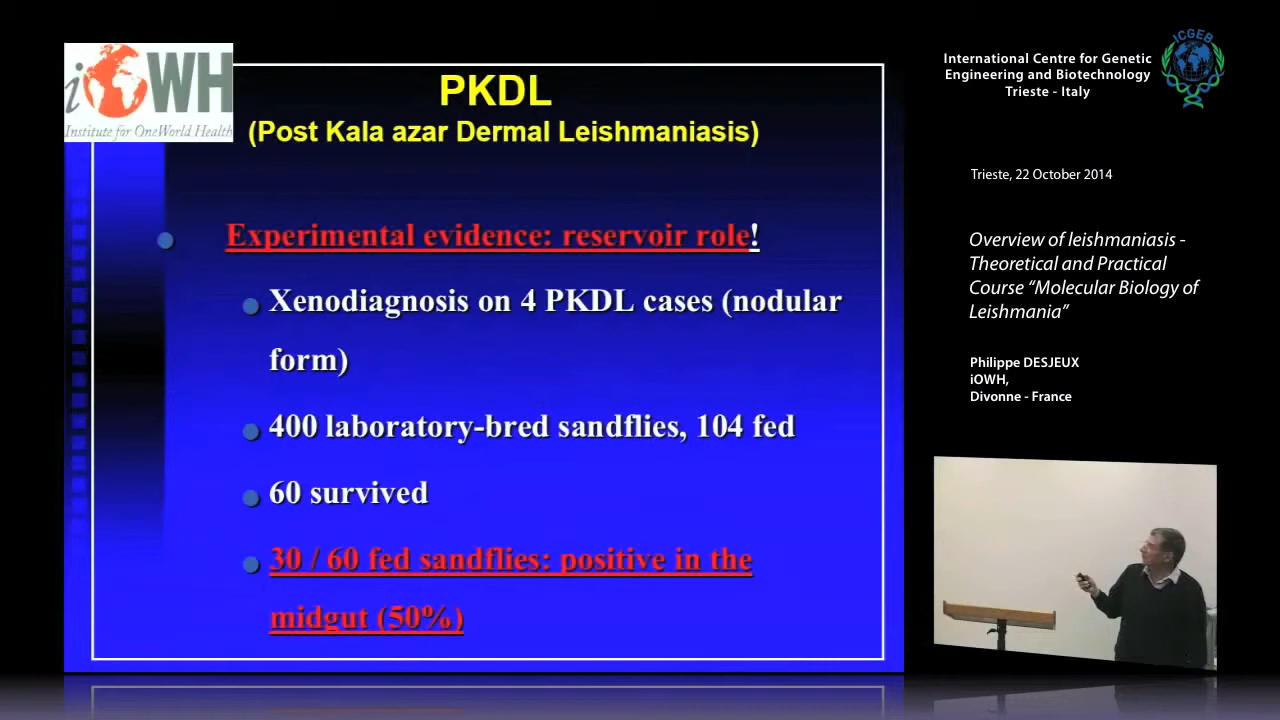 iOWH
Institute for OneWorld Health
PKDL
(Post Kala azar Dermal Leishmaniasis)
Experimental evidence: reservoir role!
Xenodiagnosis on 4 PKDL cases (nodular
form)
400 laboratory-bred sandflies, 104 fed
60 survived
30 / 60 fed sandflies: positive in the
midgut (50%)
International Centre for Genetic
Engineering and Biotechnology
Trieste - Italy
ICGEB
Trieste, 22 October 2014
Overview of leishmaniasis -
Theoretical and Practical
Course “Molecular Biology of
Leishmania”
Philippe DESJEUX
iOWH,
Divonne - France